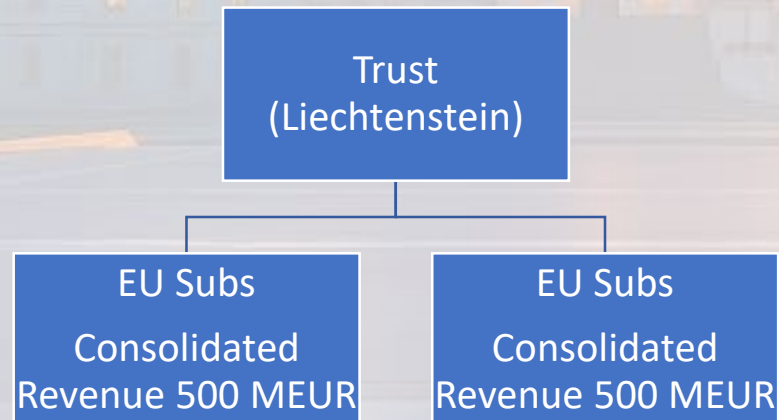 Trust
(Liechtenstein)
EU Subs
Consolidated
Revenue 500 MEUR
EU Subs
Consolidated
Revenue 500 MEUR